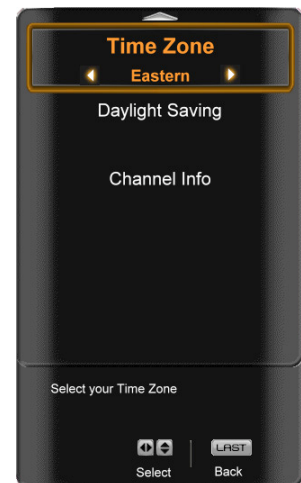 Time Zone
Eastern
Daylight Saving
Channel Info
Select your Time Zone
LAST
Select Back